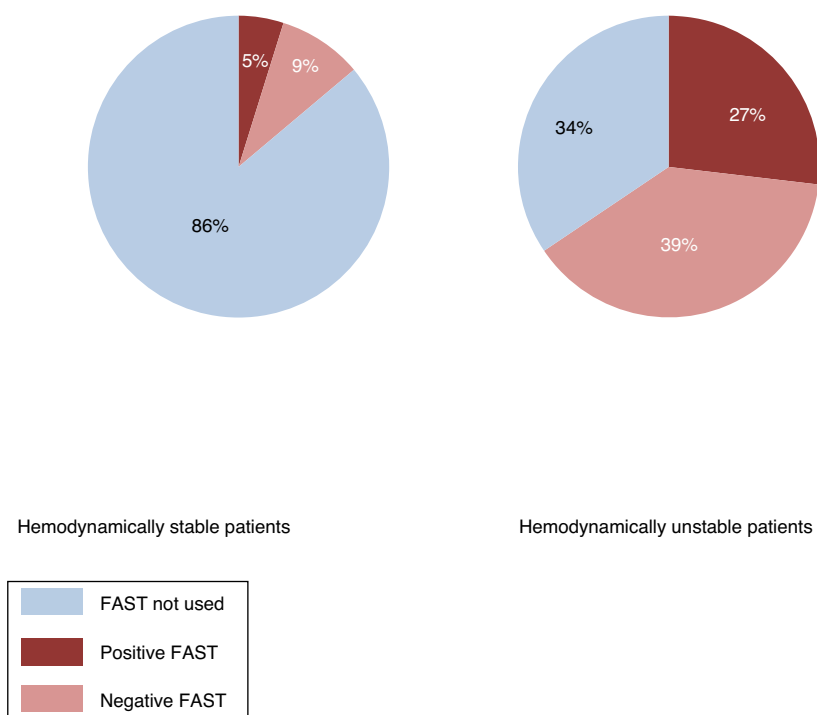 5%
9%
86%
34%
27%
39%
Hemodynamically stable patients
Hemodynamically unstable patients
FAST not used
Positive FAST
Negative FAST